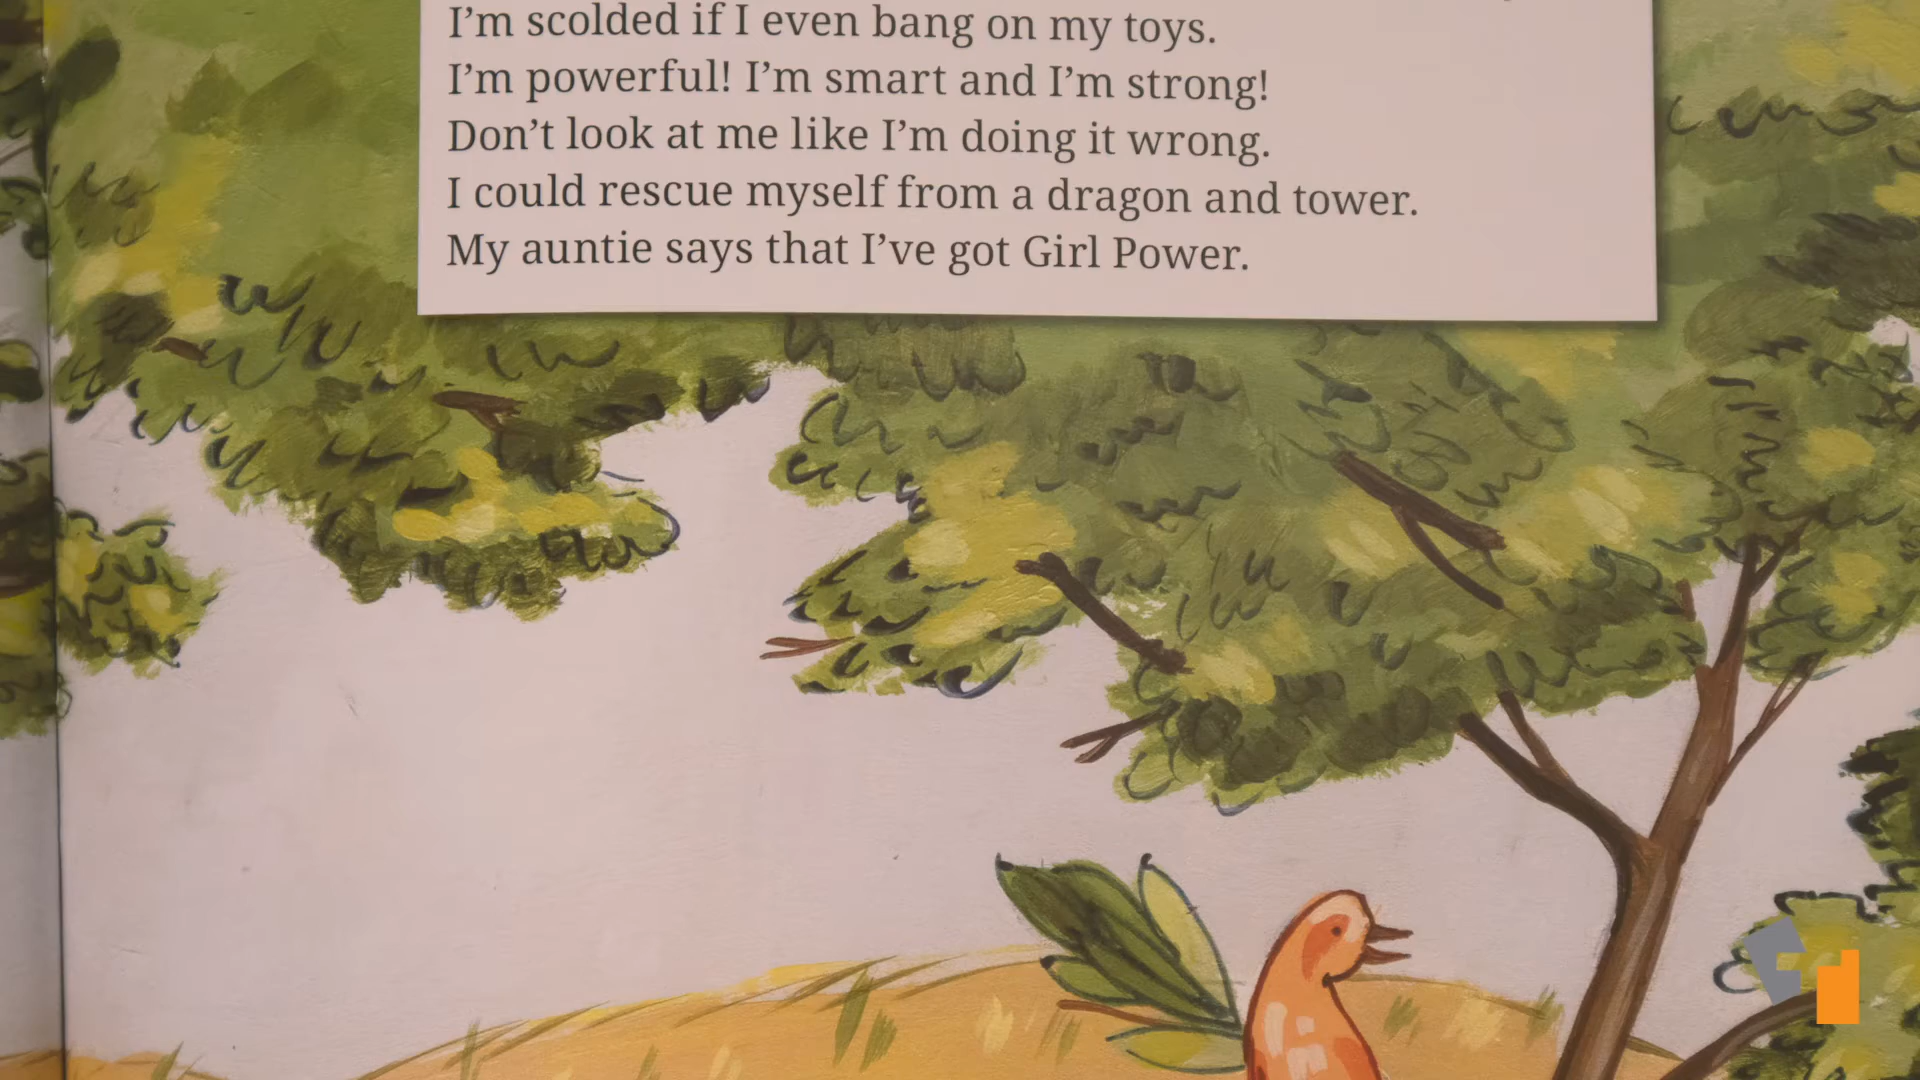 I'm scolded if I even bang on my toys.
I'm powerful! I'm smart and I'm strong!
Don't look at me like I'm doing it wrong.
I could rescue myself from a dragon and tower.
My auntie says that I've got Girl Power.